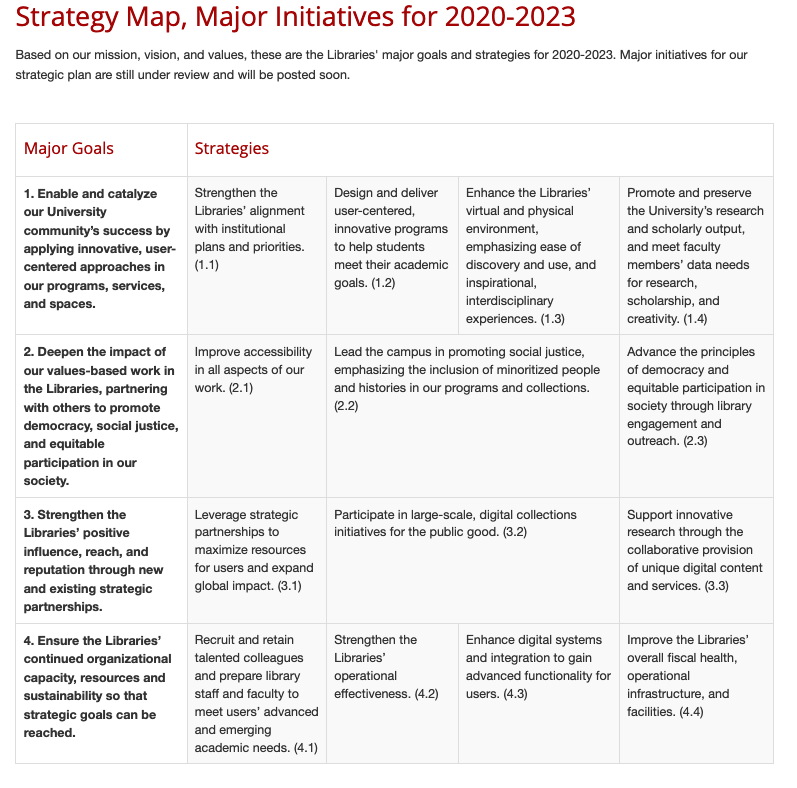 Strategy Map, Major Initiatives for 2020-2023
Based on our mission, vision, and values, these are the Libraries' major goals and strategies for 2020-2023. Major initiatives for our
strategic plan are still under review and will be posted soon.
Major Goals
Strategies
1. Enable and catalyze
our University
community’s success by
applying innovative, user-
centered approaches in
our programs, services,
and spaces.
Strengthen the
Libraries’ alignment
with institutional
plans and priorities.
(1.1)
Design and deliver
user-centered,
innovative programs
to help students
meet their academic
goals. (1.2)
Enhance the Libraries’
virtual and physical
environment,
emphasizing ease of
discovery and use, and
inspirational,
interdisciplinary
experiences. (1.3)
Promote and preserve
the University’s research
and scholarly output,
and meet faculty
members’ data needs
for research,
scholarship, and
creativity. (1.4)
2. Deepen the impact of
our values-based work in
the Libraries, partnering
with others to promote
democracy, social justice,
and equitable
participation in our
society.
Improve accessibility
in all aspects of our
work. (2.1)
Lead the campus in promoting social justice,
emphasizing the inclusion of minoritized people
and histories in our programs and collections.
(2.2)
Advance the principles
of democracy and
equitable participation in
society through library
engagement and
outreach. (2.3)
3. Strengthen the
Libraries’ positive
influence, reach, and
reputation through new
and existing strategic
partnerships.
Leverage strategic
partnerships to
maximize resources
for users and expand
global impact. (3.1)
Participate in large-scale, digital collections
initiatives for the public good. (3.2)
Support innovative
research through the
collaborative provision
of unique digital content
and services. (3.3)
4. Ensure the Libraries’
continued organizational
capacity, resources and
sustainability so that
strategic goals can be
reached.
Recruit and retain
talented colleagues
and prepare library
staff and faculty to
meet users’ advanced
and emerging
academic needs. (4.1)
Strengthen the
Libraries’
operational
effectiveness. (4.2)
Enhance digital systems
and integration to gain
advanced functionality for
users. (4.3)
Improve the Libraries’
overall fiscal health,
operational
infrastructure, and
facilities. (4.4)